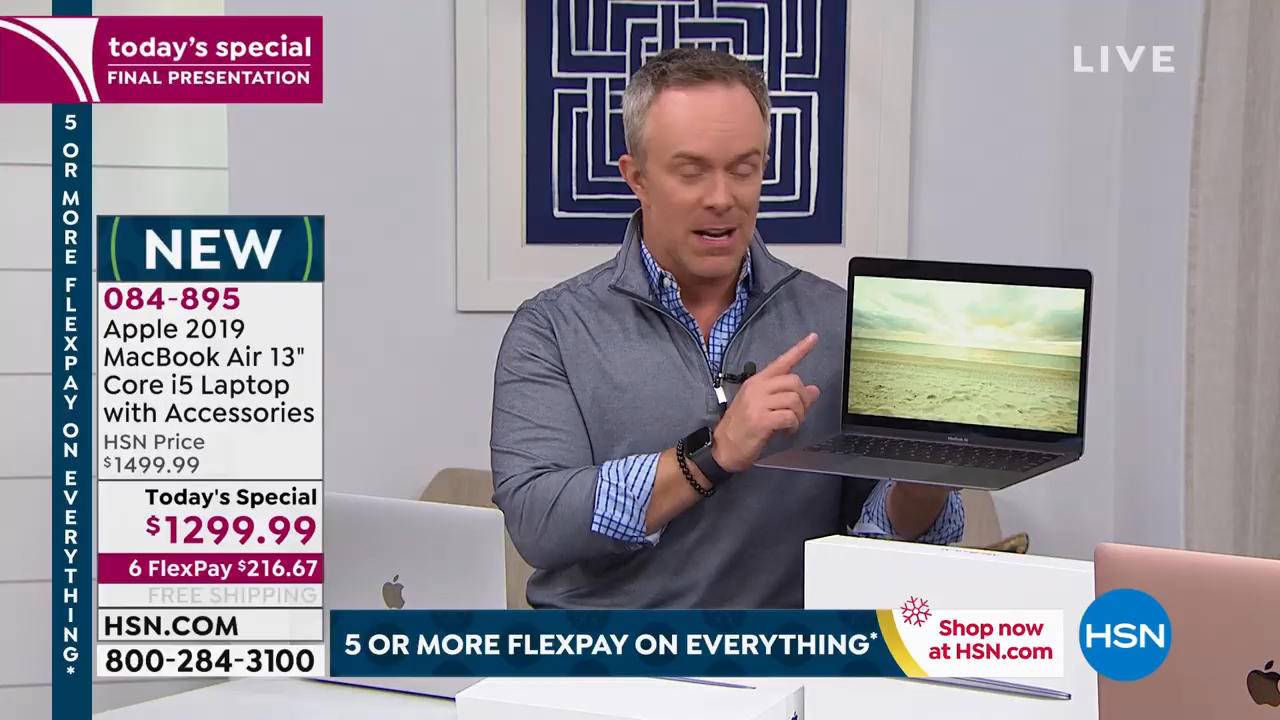 today's special
FINAL PRESENTATION
LIVE
5 OR MORE FLEXPAY ON EVERYTHING*
NEW
084-895
Apple 2019
MacBook Air 13"
Core i5 Laptop
with Accessories
HSN Price
$1499.99
Today's Special
$1299.99
6 FlexPay $216.67
FREE SHIPPING
HSN.COM
800-284-3100
5 OR MORE FLEXPAY ON EVERYTHING*
Shop now
at HSN.com
HSN
MacBook Air